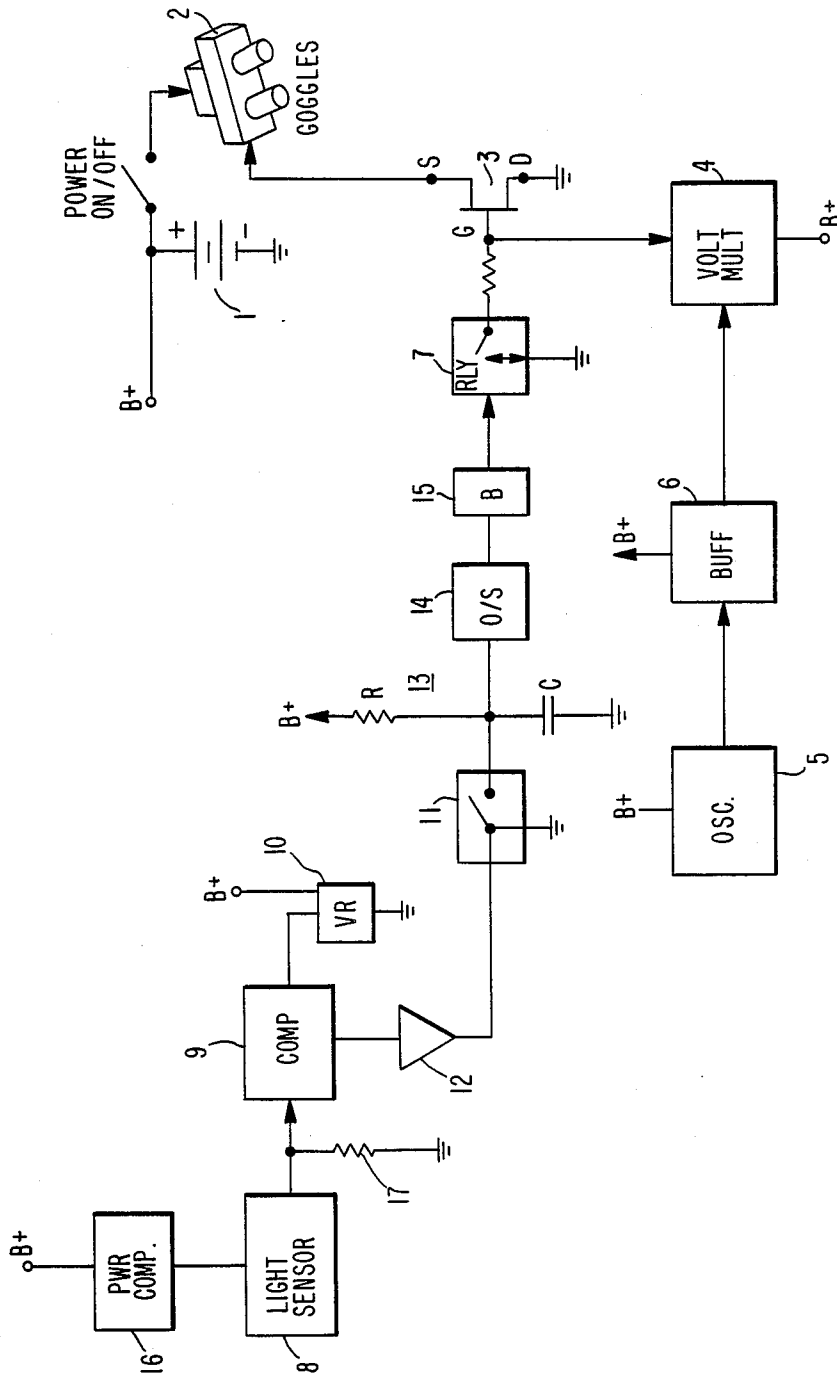 B+
PWR
COMP.
16
LIGHT
SENSOR
8
17
9
COMP
B+
10
VR
12
11
B+
R
13
C
14
O/S
15
B
7
RLY
B+
1
+
-
POWER
ON/OFF
2
GOGGLES
S
G
3
D
B+
OSC.
5
B+
6
BUFF
4
VOLT
MULT
B+